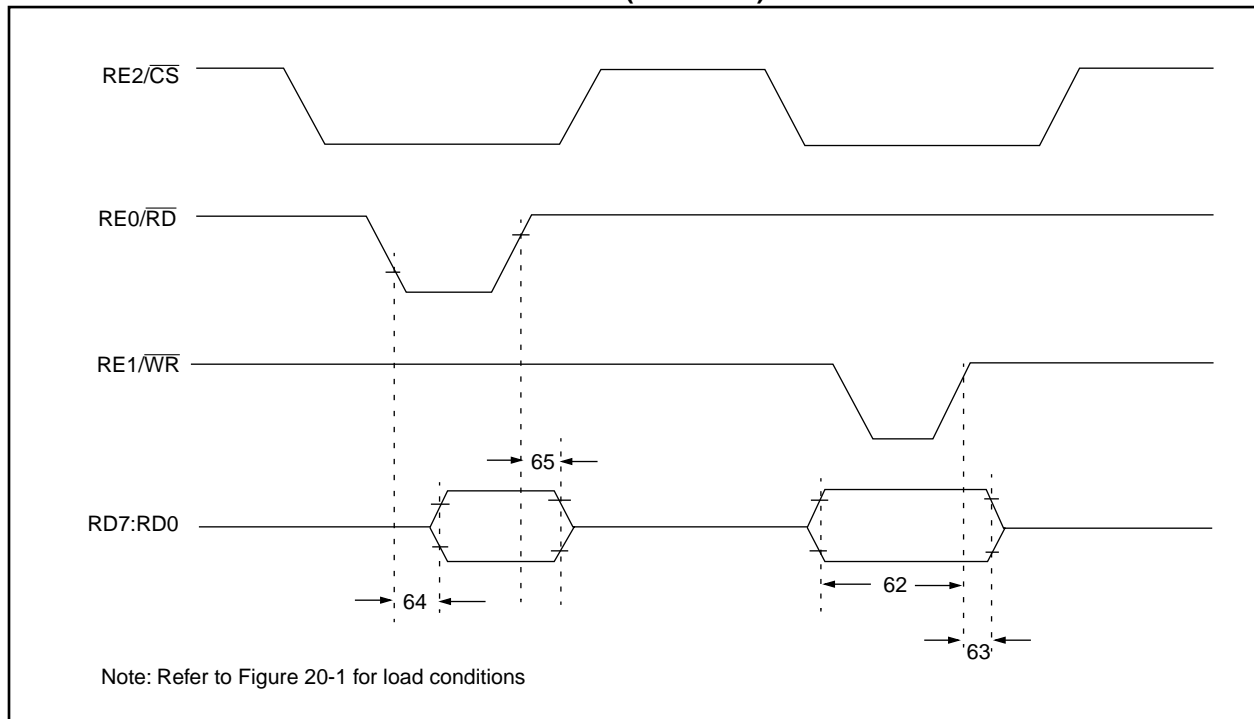 RE2/CS
RE0/RD
RE1/WR
65
RD7:RD0
62
64
63
Note: Refer to Figure 20-1 for load conditions